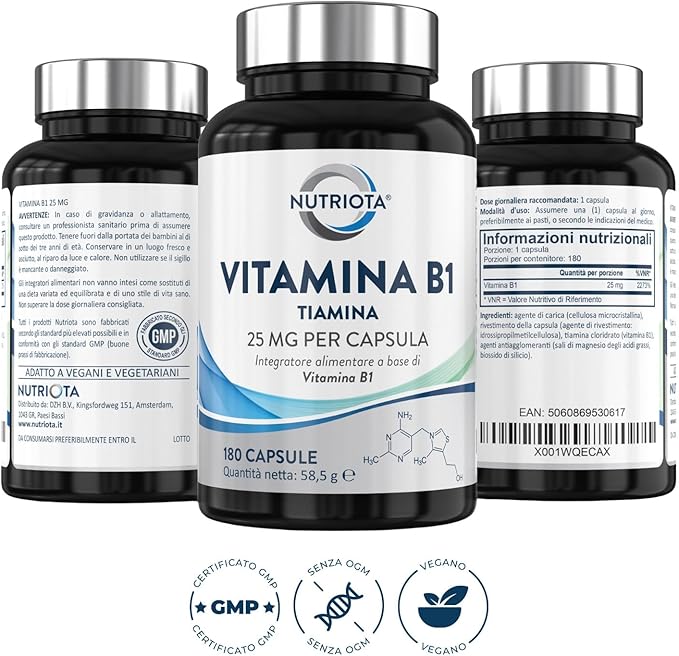 VITAMINA B1 25 MG
AVVERTENZE: In caso di gravidanza o allattamento,
consultare un professionista sanitario prima di assumere
questo prodotto. Tenere fuori dalla portata dei bambini al di
sotto dei tre anni di età. Conservare in un luogo fresco e
asciutto, al riparo da luce e calore. Non utilizzare se il sigillo
è mancante o danneggiato.
Gli integratori alimentari non vanno intesi come sostituti di
una dieta variata ed equilibrata e di uno stile di vita sano.
Non superare la dose giornaliera consigliata.
Tutti i prodotti Nutriota sono fabbricati
secondo gli standard più elevati possibili e in
conformità con gli standard GMP (buone
prassi di fabbricazione).
FABBRICATO SECONDO GLI
GMP
STANDARD GMP
ADATTO A VEGANI E VEGETARIANI
NUTRIOTA
Distribuito da: DZH B.V., Kingsfordweg 151, Amsterdam,
1043 GR, Paesi Bassi
www.nutriota.it
DA CONSUMARSI PREFERIBILMENTE ENTRO IL LOTTO
NUTRIOTA®
VITAMINA B1
TIAMINA
25 MG PER CAPSULA
Integratore alimentare a base di
Vitamina B1
NH₂
H₃C
N
N
N
S
CH₃
OH
180 CAPSULE
Quantità netta: 58,5 g e
Dose giornaliera raccomandata: 1 capsula
Modalità d'uso: Assumere una (1) capsula al giorno,
preferibilmente ai pasti, o secondo le indicazioni del medico.
Informazioni nutrizionali
Porzione: 1 capsula
Porzioni per contenitore: 180
Quantità per porzione %VNR*
Vitamina B1 25 mg 2273%
* VNR = Valore Nutritivo di Riferimento
Ingredienti: agente di carica (cellulosa microcristallina),
rivestimento della capsula (agente di rivestimento:
idrossipropilmetilcellulosa), tiamina cloridrato (vitamina B1),
agenti antiagglomeranti (sali di magnesio degli acidi grassi,
biossido di silicio).
EAN: 5060869530617
X001WQECAX
CERTIFICATO GMP
GMP
CERTIFICATO GMP
SENZA OGM
SENZA OGM
VEGANO
VEGANO